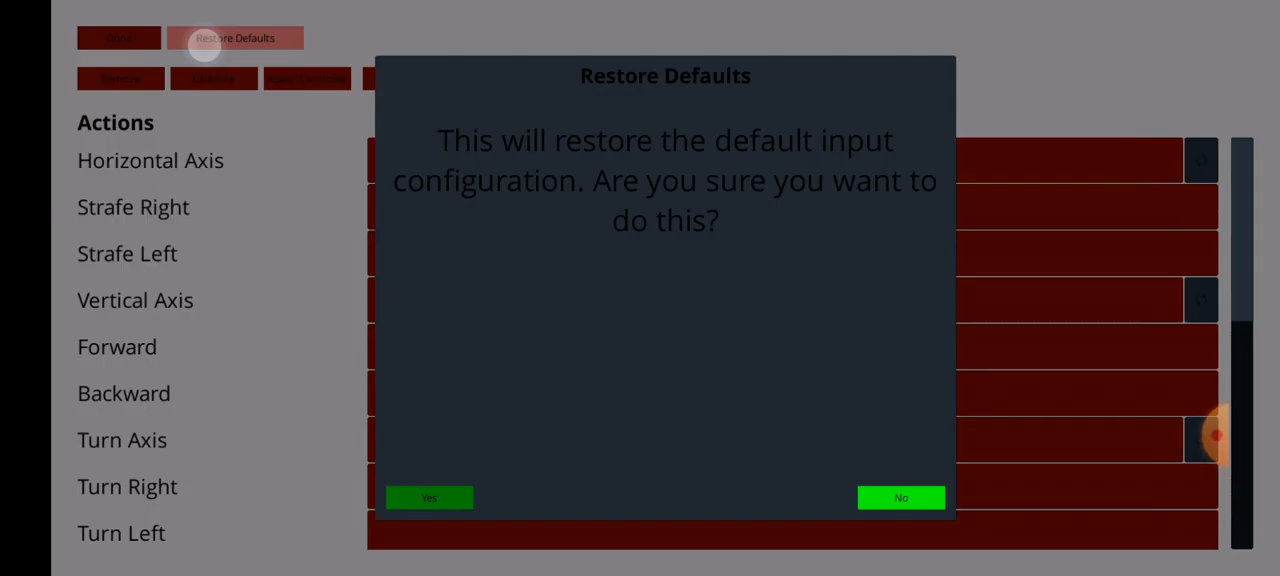 Done
Restore Defaults
Restore Defaults
This will restore the default input
configuration. Are you sure you want to
do this?
Yes
No
Actions
Horizontal Axis
Strafe Right
Strafe Left
Vertical Axis
Forward
Backward
Turn Axis
Turn Right
Turn Left